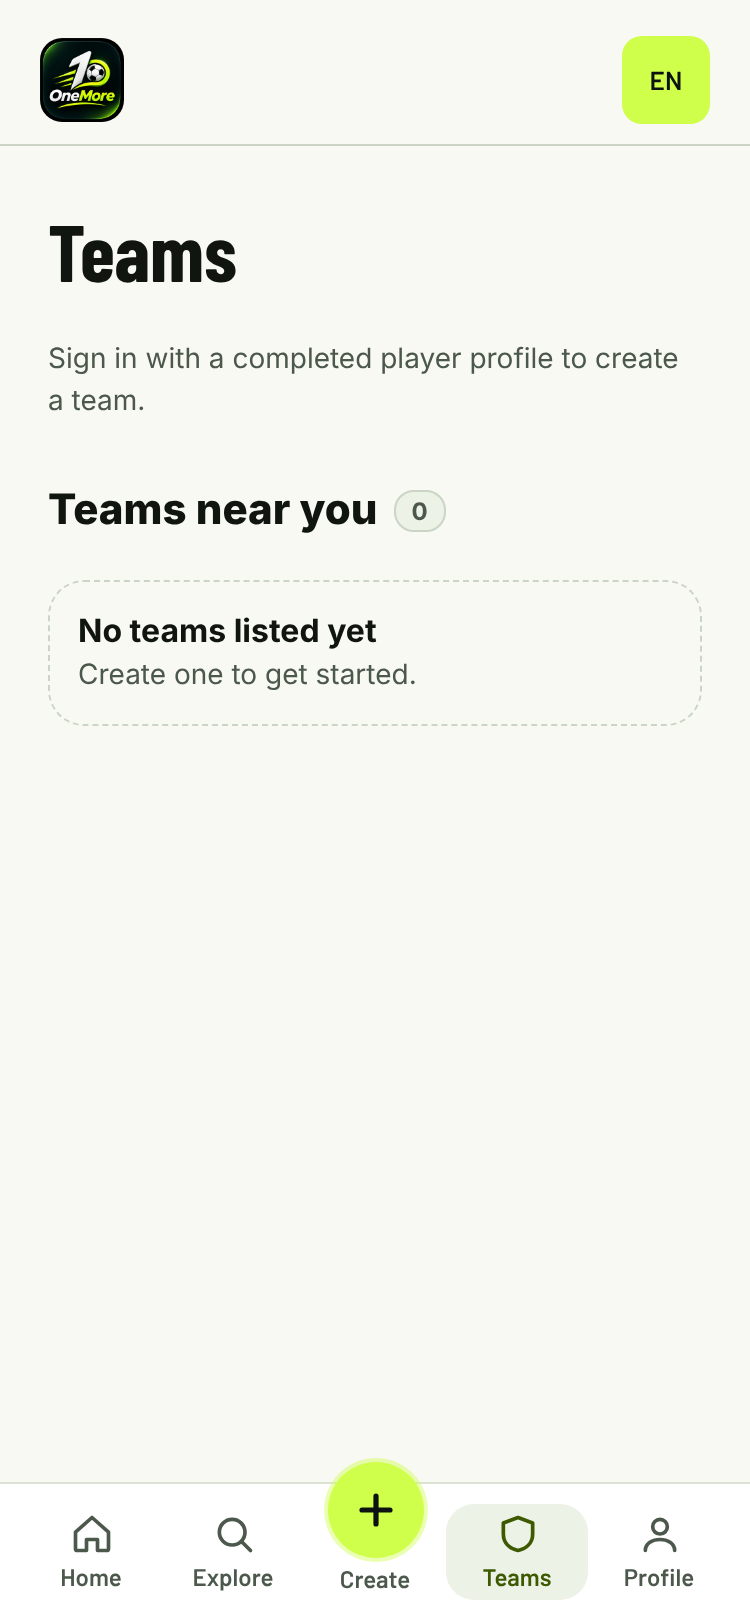 OneMore
EN
Teams
Sign in with a completed player profile to create
a team.
Teams near you 0
No teams listed yet
Create one to get started.
Home
Explore
Create
Teams
Profile